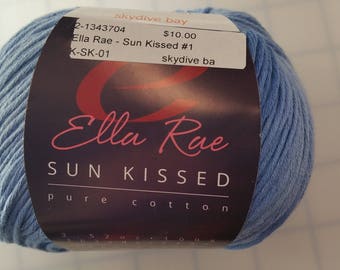 skydive bay
2-1343704 $10.00
Ella Rae - Sun Kissed #1
K-SK-01 skydive ba
Ella Rae
SUN KISSED
pure cotton